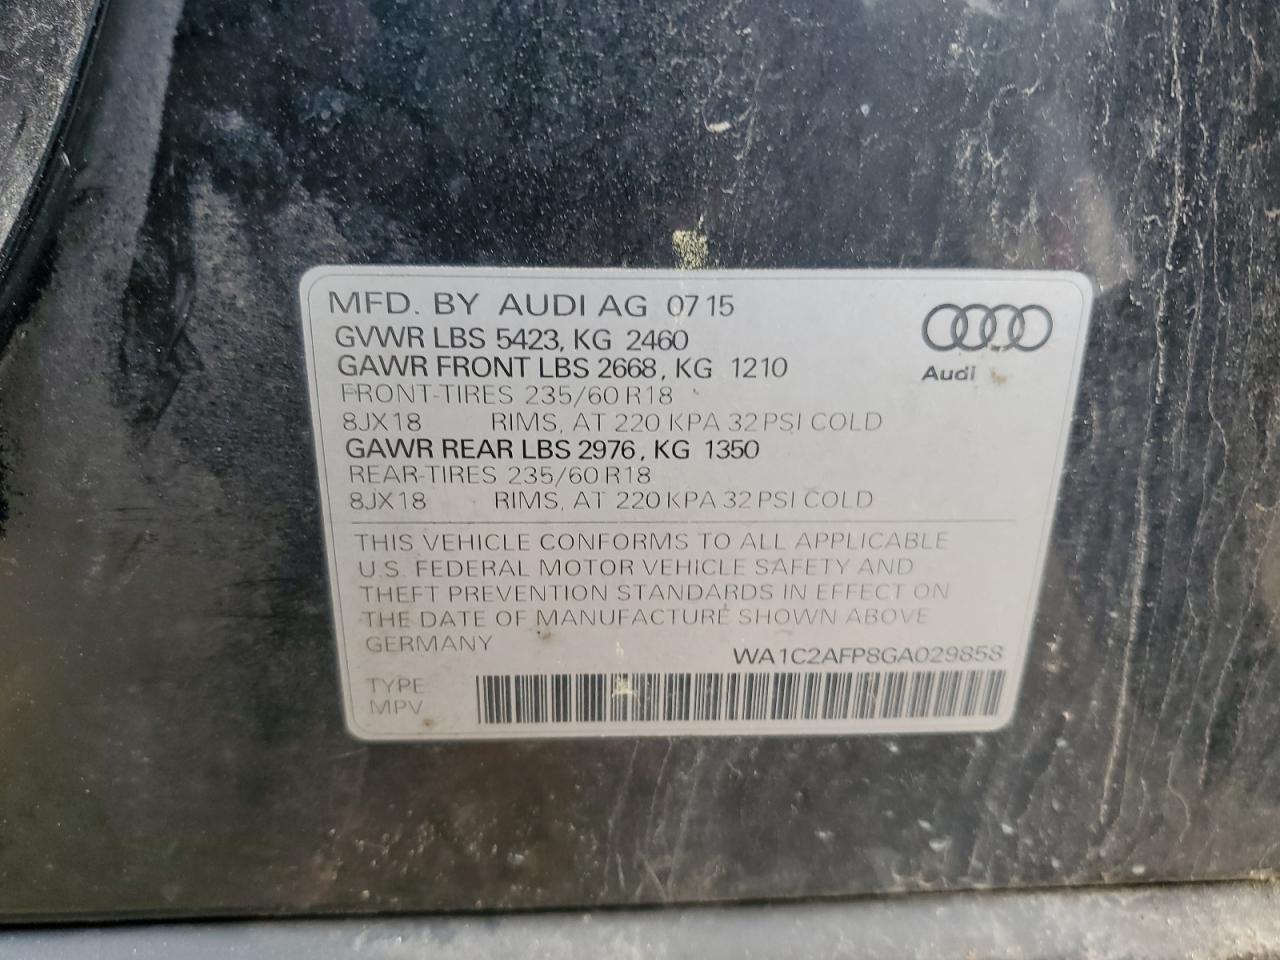 MFD. BY AUDI AG 07 15
GVWR LBS 5423, KG 2460
GAWR FRONT LBS 2668, KG 1210
FRONT-TIRES 235/60 R18
8JX18 RIMS, AT 220 KPA 32 PSI COLD
GAWR REAR LBS 2976, KG 1350
REAR-TIRES 235/60 R18
8JX18 RIMS, AT 220 KPA 32 PSI COLD
Audi
THIS VEHICLE CONFORMS TO ALL APPLICABLE
U.S. FEDERAL MOTOR VEHICLE SAFETY AND
THEFT PREVENTION STANDARDS IN EFFECT ON
THE DATE OF MANUFACTURE SHOWN ABOVE
GERMANY
WA1C2AFP8GA029858
TYPE
MPV